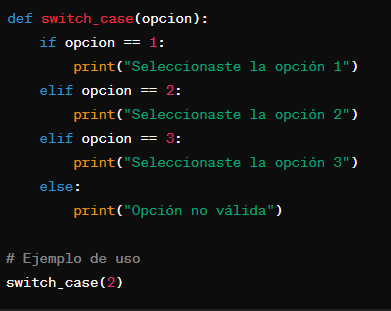 def switch_case(opcion):
    if opcion == 1:
        print("Seleccionaste la opción 1")
    elif opcion == 2:
        print("Seleccionaste la opción 2")
    elif opcion == 3:
        print("Seleccionaste la opción 3")
    else:
        print("Opción no válida")

# Ejemplo de uso
switch_case(2)